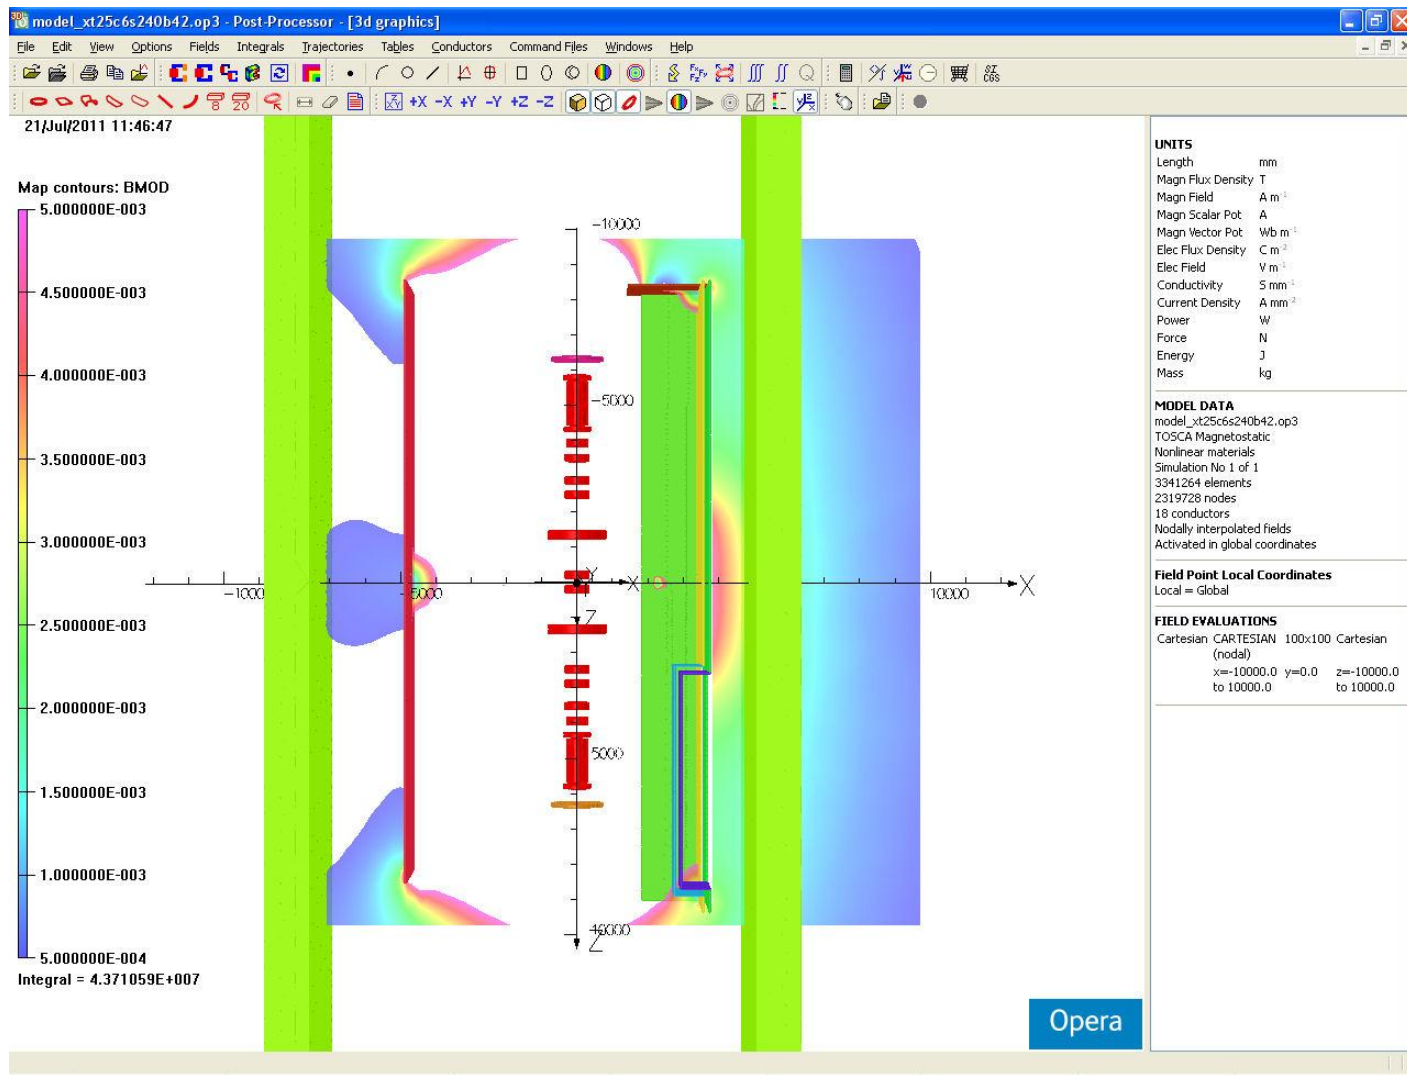 model_xt25c6s240b42.op3 - Post-Processor - [3d graphics]
File Edit View Options Fields Integrals Trajectories Tables Conductors Command Files Windows Help
+X -X +Y -Y +Z -Z
21/Jul/2011 11:46:47
Map contours: BMOD
5.000000E-003
4.500000E-003
4.000000E-003
3.500000E-003
3.000000E-003
2.500000E-003
2.000000E-003
1.500000E-003
1.000000E-003
5.000000E-004
Integral = 4.371059E+007
-10000
-5000
-1000
-5000
Y
X
Z
10000
X
5000
10000
Z
Opera
UNITS
Length mm
Magn Flux Density T
Magn Field A m-1
Magn Scalar Pot A
Magn Vector Pot Wb m-1
Elec Flux Density C m-2
Elec Field V m-1
Conductivity S mm-1
Current Density A mm-2
Power W
Force N
Energy J
Mass kg
MODEL DATA
model_xt25c6s240b42.op3
TOSCA Magnetostatic
Nonlinear materials
Simulation No 1 of 1
3341264 elements
2319728 nodes
18 conductors
Nodally interpolated fields
Activated in global coordinates
Field Point Local Coordinates
Local = Global
FIELD EVALUATIONS
Cartesian CARTESIAN 100x100 Cartesian
(nodal)
x=-10000.0 y=0.0 z=-10000.0
to 10000.0 to 10000.0